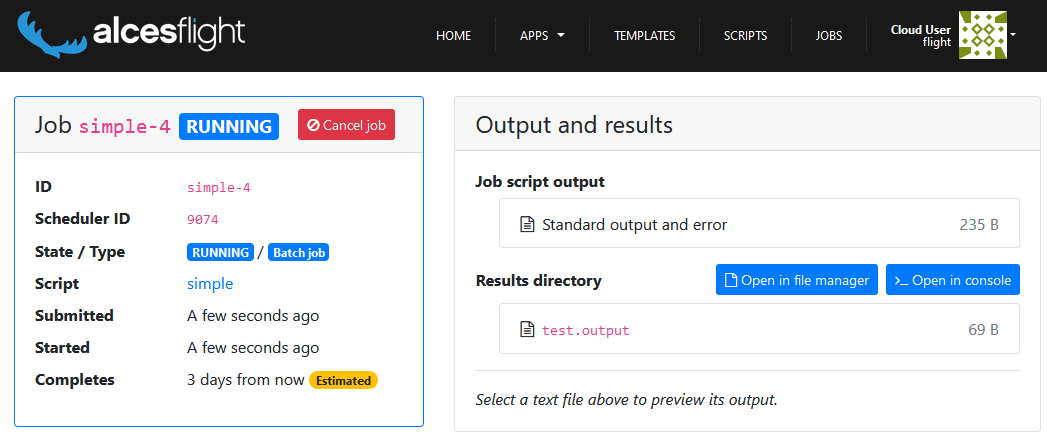 alcesflight
HOME APPS TEMPLATES SCRIPTS JOBS
Cloud User
flight
Job simple-4 RUNNING Cancel job
ID simple-4
Scheduler ID 9074
State / Type RUNNING / Batch job
Script simple
Submitted A few seconds ago
Started A few seconds ago
Completes 3 days from now Estimated
Output and results
Job script output
Standard output and error 235 B
Results directory Open in file manager Open in console
test.output 69 B
Select a text file above to preview its output.